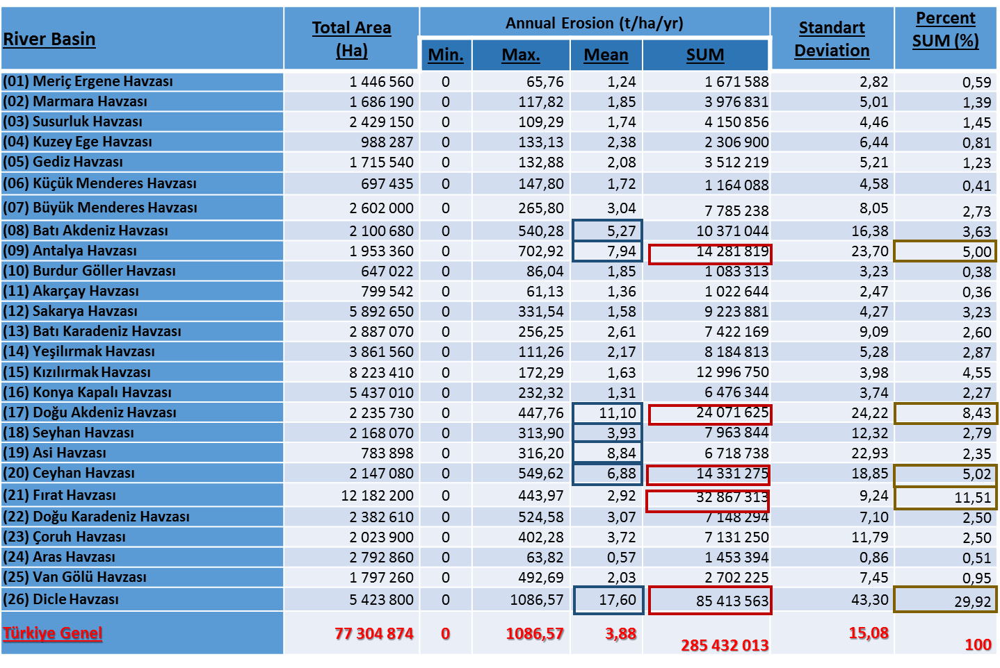 River Basin Total Area (Ha) Annual Erosion (t/ha/yr) Standart Deviation Percent SUM (%)
Min. Max. Mean SUM
(01) Meriç Ergene Havzası 1 446 560 0 65,76 1,24 1 671 588 2,82 0,59
(02) Marmara Havzası 1 686 190 0 117,82 1,85 3 976 831 5,01 1,39
(03) Susurluk Havzası 2 429 150 0 109,29 1,74 4 150 856 4,46 1,45
(04) Kuzey Ege Havzası 988 287 0 133,13 2,38 2 306 900 6,44 0,81
(05) Gediz Havzası 1 715 540 0 132,88 2,08 3 512 219 5,21 1,23
(06) Küçük Menderes Havzası 697 435 0 147,80 1,72 1 164 088 4,58 0,41
(07) Büyük Menderes Havzası 2 602 000 0 265,80 3,04 7 785 238 8,05 2,73
(08) Batı Akdeniz Havzası 2 100 680 0 540,28 5,27 10 371 044 16,38 3,63
(09) Antalya Havzası 1 953 360 0 702,92 7,94 14 281 819 23,70 5,00
(10) Burdur Göller Havzası 647 022 0 86,04 1,85 1 083 313 3,23 0,38
(11) Akarçay Havzası 799 542 0 61,13 1,36 1 022 644 2,47 0,36
(12) Sakarya Havzası 5 892 650 0 331,54 1,58 9 223 881 4,27 3,23
(13) Batı Karadeniz Havzası 2 887 070 0 256,25 2,61 7 422 169 9,09 2,60
(14) Yeşilırmak Havzası 3 861 560 0 111,26 2,17 8 184 813 5,28 2,87
(15) Kızılırmak Havzası 8 223 410 0 172,29 1,63 12 996 750 3,98 4,55
(16) Konya Kapalı Havzası 5 437 010 0 232,32 1,31 6 476 344 3,74 2,27
(17) Doğu Akdeniz Havzası 2 235 730 0 447,76 11,10 24 071 625 24,22 8,43
(18) Seyhan Havzası 2 168 070 0 313,90 3,93 7 963 844 12,32 2,79
(19) Asi Havzası 783 898 0 316,20 8,84 6 718 738 22,93 2,35
(20) Ceyhan Havzası 2 147 080 0 549,62 6,88 14 331 275 18,85 5,02
(21) Fırat Havzası 12 182 200 0 443,97 2,92 32 867 313 9,24 11,51
(22) Doğu Karadeniz Havzası 2 382 610 0 524,58 3,07 7 148 294 7,10 2,50
(23) Çoruh Havzası 2 023 900 0 402,28 3,72 7 131 250 11,79 2,50
(24) Aras Havzası 2 792 860 0 63,82 0,57 1 453 394 0,86 0,51
(25) Van Gölü Havzası 1 797 260 0 492,69 2,03 2 702 225 7,45 0,95
(26) Dicle Havzası 5 423 800 0 1086,57 17,60 85 413 563 43,30 29,92
Türkiye Genel 77 304 874 0 1086,57 3,88 285 432 013 15,08 100